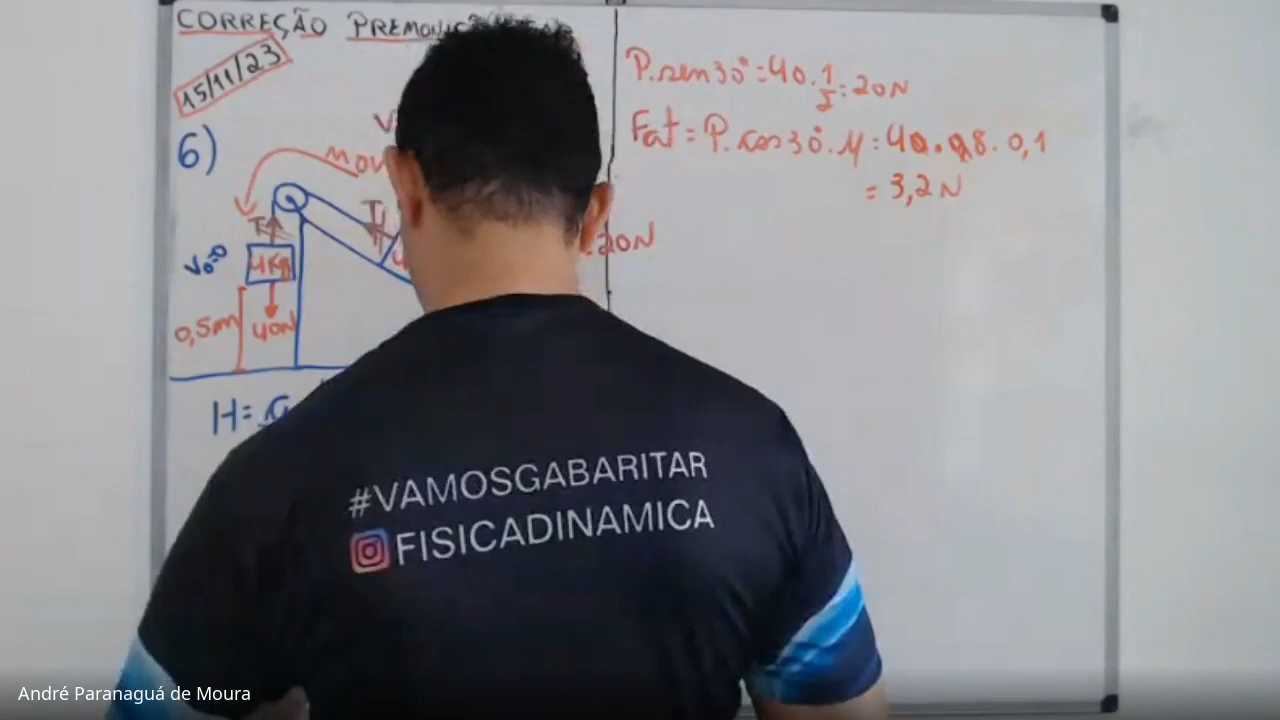 CORREÇÃO
15/11/23
6)
P.sen30°=40.1/2=20N
Fat=P.cos30°.μ=40.0,8.0,1
=3,2N
T
T
V₀=0
4Kg
20N
0,5m
40N
H=
#VAMOSGABARITAR
FISICADINAMICA
André Paranaguá de Moura